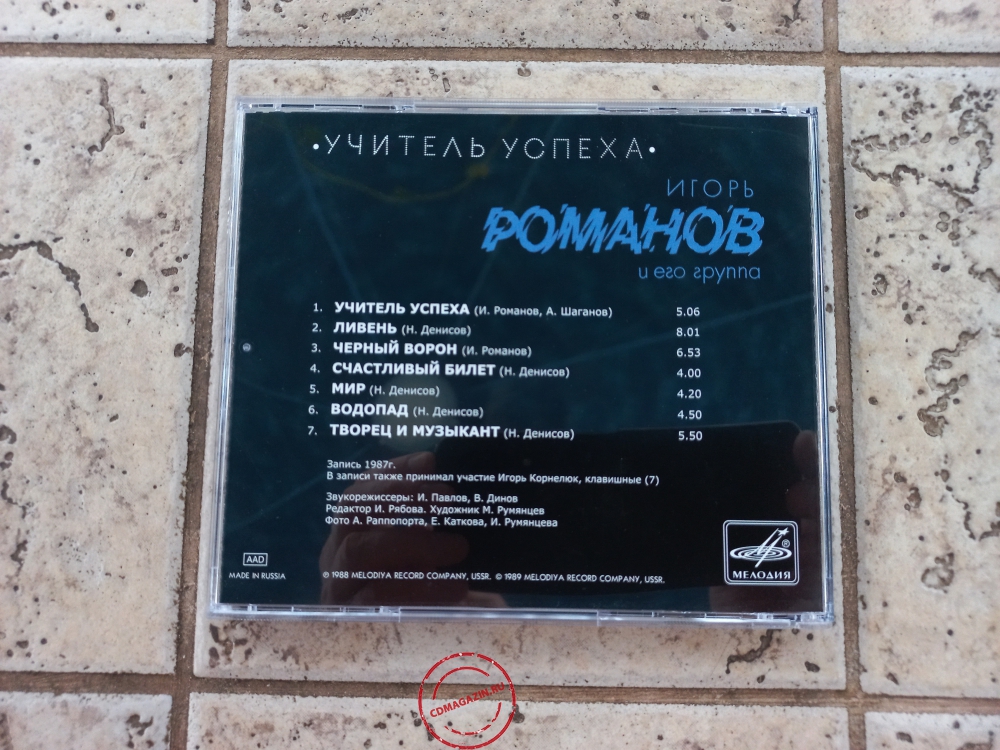 •УЧИТЕЛЬ УСПЕХА•
ИГОРЬ
РОМАНОВ
и его группа
1. УЧИТЕЛЬ УСПЕХА (И. Романов, А. Шаганов) 5.06
2. ЛИВЕНЬ (Н. Денисов) 8.01
3. ЧЕРНЫЙ ВОРОН (И. Романов) 6.53
4. СЧАСТЛИВЫЙ БИЛЕТ (Н. Денисов) 4.00
5. МИР (Н. Денисов) 4.20
6. ВОДОПАД (Н. Денисов) 4.50
7. ТВОРЕЦ И МУЗЫКАНТ (Н. Денисов) 5.50
Запись 1987г.
В записи также принимал участие Игорь Корнелюк, клавишные (7)
Звукорежиссеры: И. Павлов, В. Динов
Редактор И. Рябова. Художник М. Румянцев
Фото А. Раппопорта, Е. Каткова, И. Румянцева
AAD
MADE IN RUSSIA
℗ 1988 MELODIYA RECORD COMPANY, USSR. © 1989 MELODIYA RECORD COMPANY, USSR.
®
МЕЛОДИЯ
CDMAGAZIN.RU